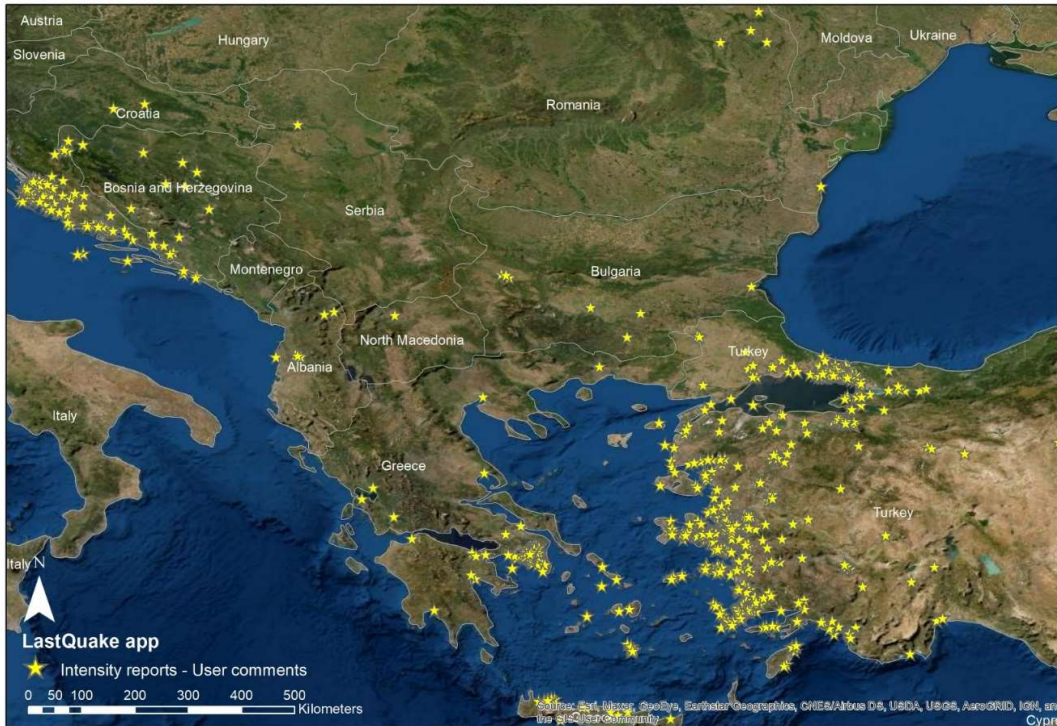 Austria
Hungary
Moldova
Ukraine
Slovenia
Romania
Croatia
Bosnia and Herzegovina
Serbia
Montenegro
Bulgaria
North Macedonia
Turkey
Albania
Italy
Greece
Turkey
Italy
N
LastQuake app
Intensity reports - User comments
0 50 100 200 300 400 500
Kilometers
Source: Esri, Maxar, GeoEye, Earthstar Geographics, CNES/Airbus DS, USDA, USGS, AeroGRID, IGN, and
the GIS User Community